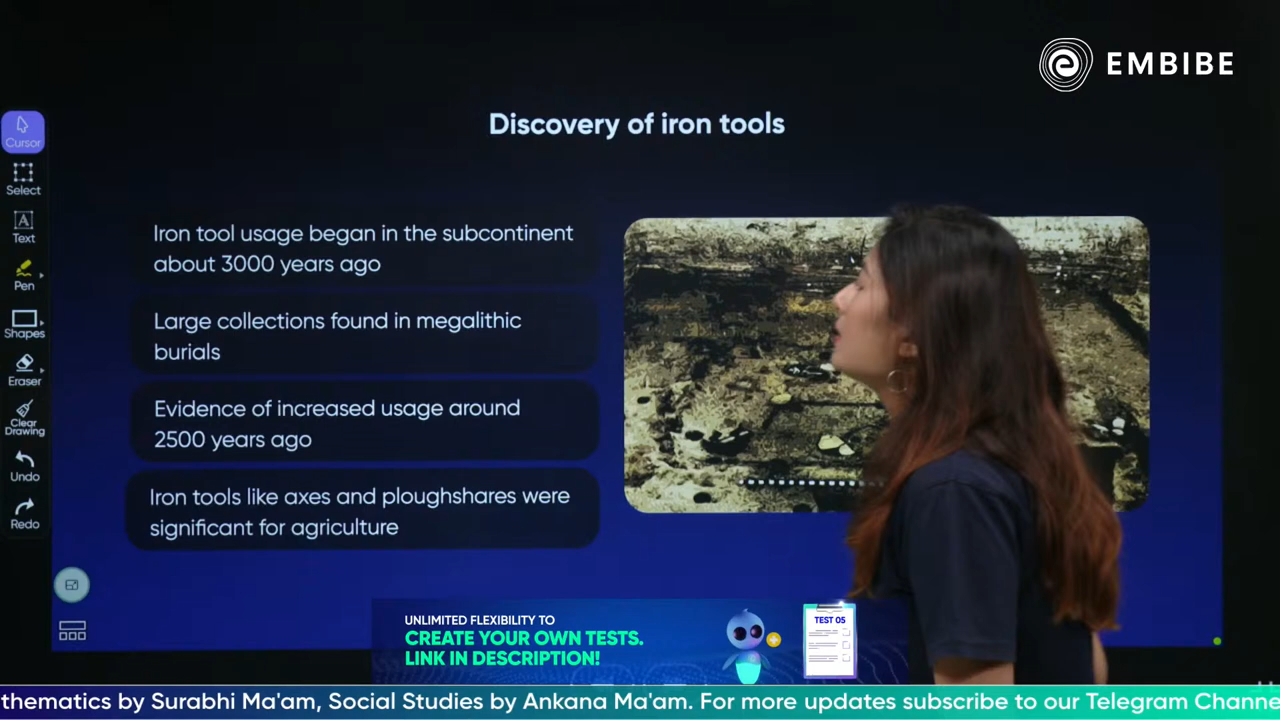 EMBIBE
Discovery of iron tools
Cursor
Select
Text
Pen
Shapes
Eraser
Clear
Drawing
Undo
Redo
Iron tool usage began in the subcontinent
about 3000 years ago
Large collections found in megalithic
burials
Evidence of increased usage around
2500 years ago
Iron tools like axes and ploughshares were
significant for agriculture
UNLIMITED FLEXIBILITY TO
CREATE YOUR OWN TESTS.
LINK IN DESCRIPTION!
TEST 05
thematics by Surabhi Ma'am, Social Studies by Ankana Ma'am. For more updates subscribe to our Telegram Channe